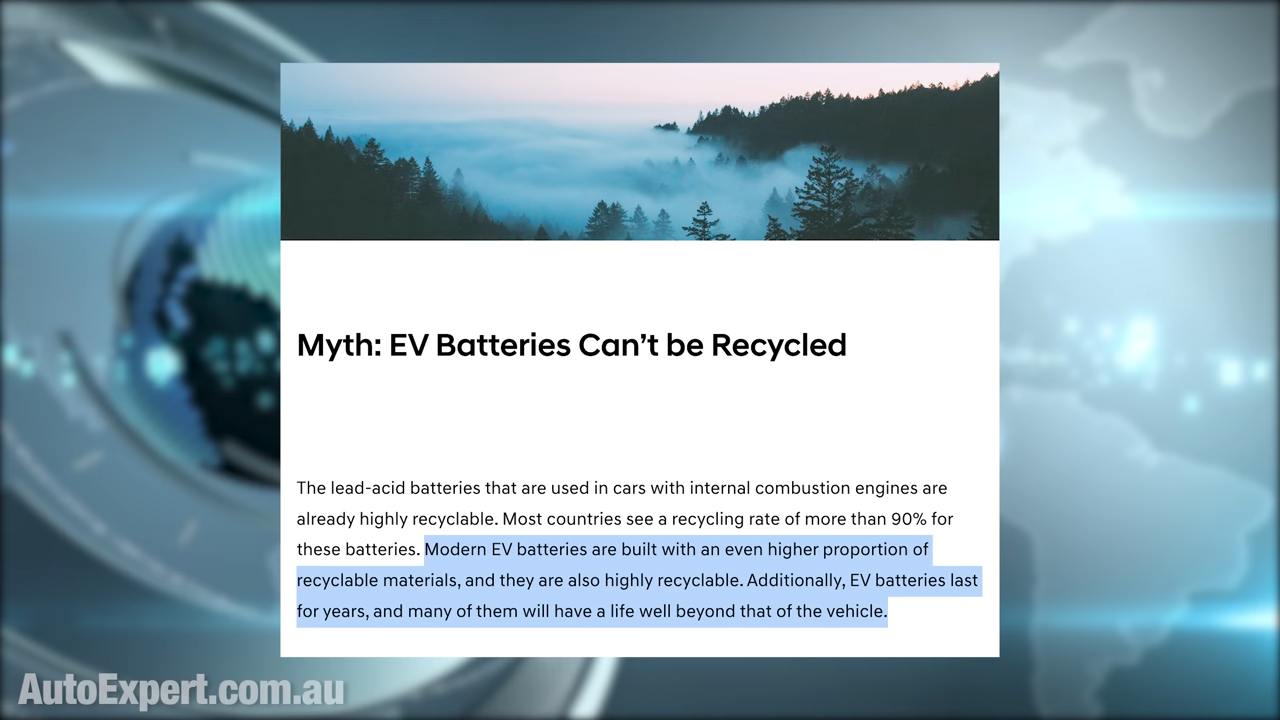 Myth: EV Batteries Can’t be Recycled
The lead-acid batteries that are used in cars with internal combustion engines are
already highly recyclable. Most countries see a recycling rate of more than 90% for
these batteries. Modern EV batteries are built with an even higher proportion of
recyclable materials, and they are also highly recyclable. Additionally, EV batteries last
for years, and many of them will have a life well beyond that of the vehicle.
AutoExpert.com.au